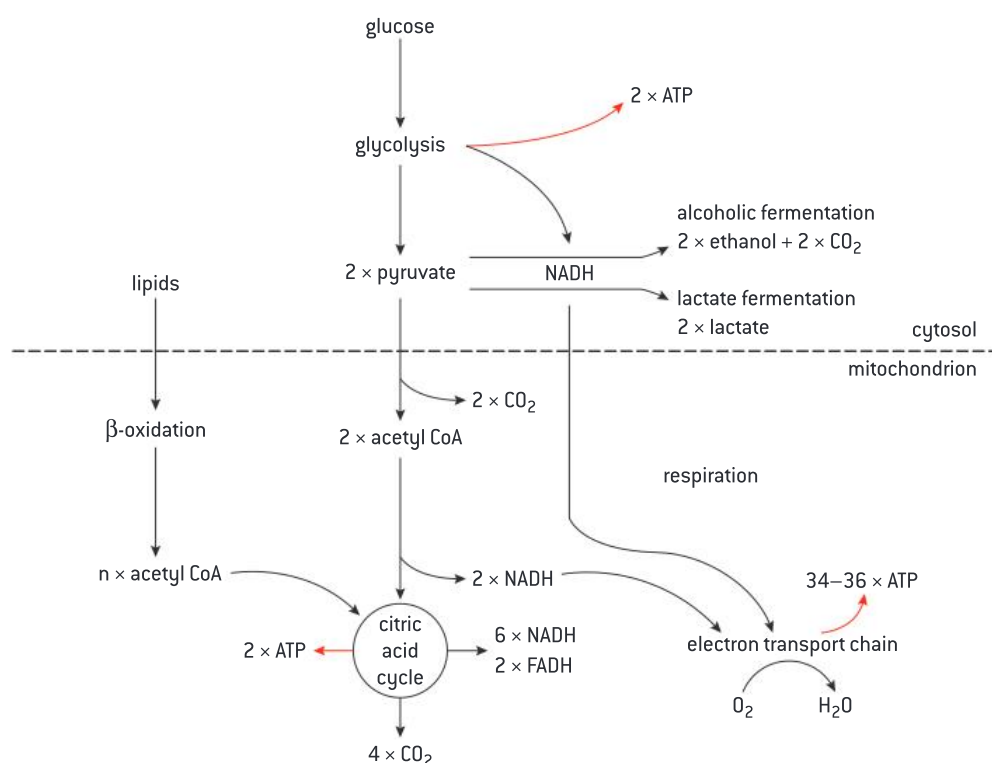 glucose
2 × ATP
glycolysis
alcoholic fermentation
2 × ethanol + 2 × CO₂
2 × pyruvate
NADH
lipids
lactate fermentation
2 × lactate
cytosol
mitochondrion
2 × CO₂
β-oxidation
2 × acetyl CoA
respiration
n × acetyl CoA
2 × NADH
34–36 × ATP
citric
acid
cycle
2 × ATP
6 × NADH
2 × FADH
electron transport chain
O₂
H₂O
4 × CO₂